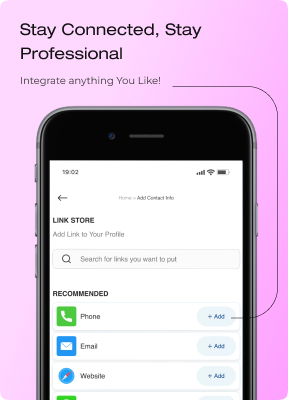 Stay Connected, Stay
Professional
Integrate anything You Like!
19:02
Home > Add Contact Info
LINK STORE
Add Link to Your Profile
Search for links you want to put
RECOMMENDED
Phone
+ Add
Email
+ Add
Website
+ Add